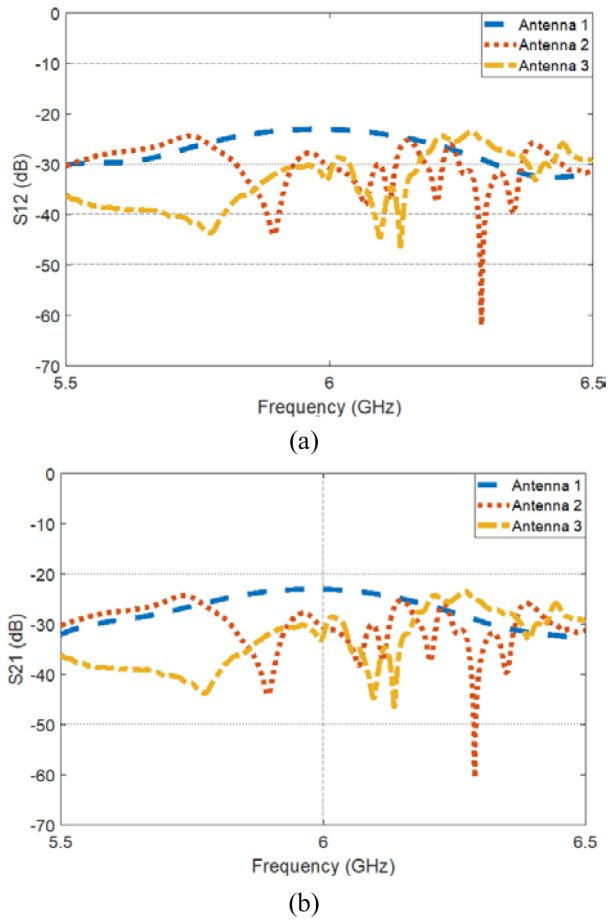 0
Antenna 1
-10
Antenna 2
Antenna 3
-20
-30
S12 (dB)
-40
-50
-60
-70
5.5
6
6.5
Frequency (GHz)
(a)
0
Antenna 1
-10
Antenna 2
Antenna 3
-20
-30
S21 (dB)
-40
-50
-60
-70
5.5
6
6.5
Frequency (GHz)
(b)